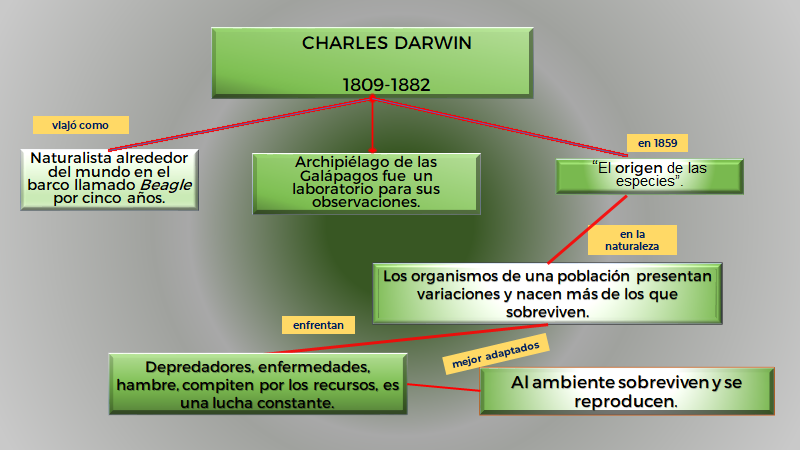 CHARLES DARWIN
1809-1882
viajó como
Naturalista alrededor
del mundo en el
barco llamado Beagle
por cinco años.
Archipiélago de las
Galápagos fue un
laboratorio para sus
observaciones.
en 1859
“El origen de las
especies”.
en la
naturaleza
Los organismos de una población presentan
variaciones y nacen más de los que
sobreviven.
enfrentan
Depredadores, enfermedades,
hambre, compiten por los recursos, es
una lucha constante.
mejor adaptados
Al ambiente sobreviven y se
reproducen.